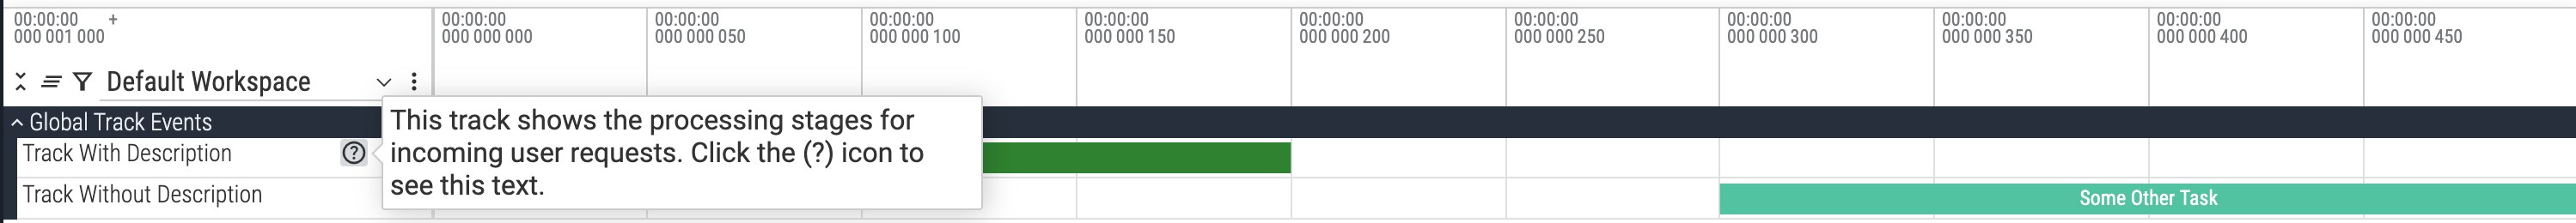 00:00:00 + 00:00:00 00:00:00 00:00:00 00:00:00 00:00:00 00:00:00 00:00:00 00:00:00 00:00:00 00:00:00
000 001 000 000 000 000 000 000 050 000 000 100 000 000 150 000 000 200 000 000 250 000 000 300 000 000 350 000 000 400 000 000 450
Default Workspace
Global Track Events
Track With Description
This track shows the processing stages for
incoming user requests. Click the (?) icon to
see this text.
Track Without Description
Some Other Task